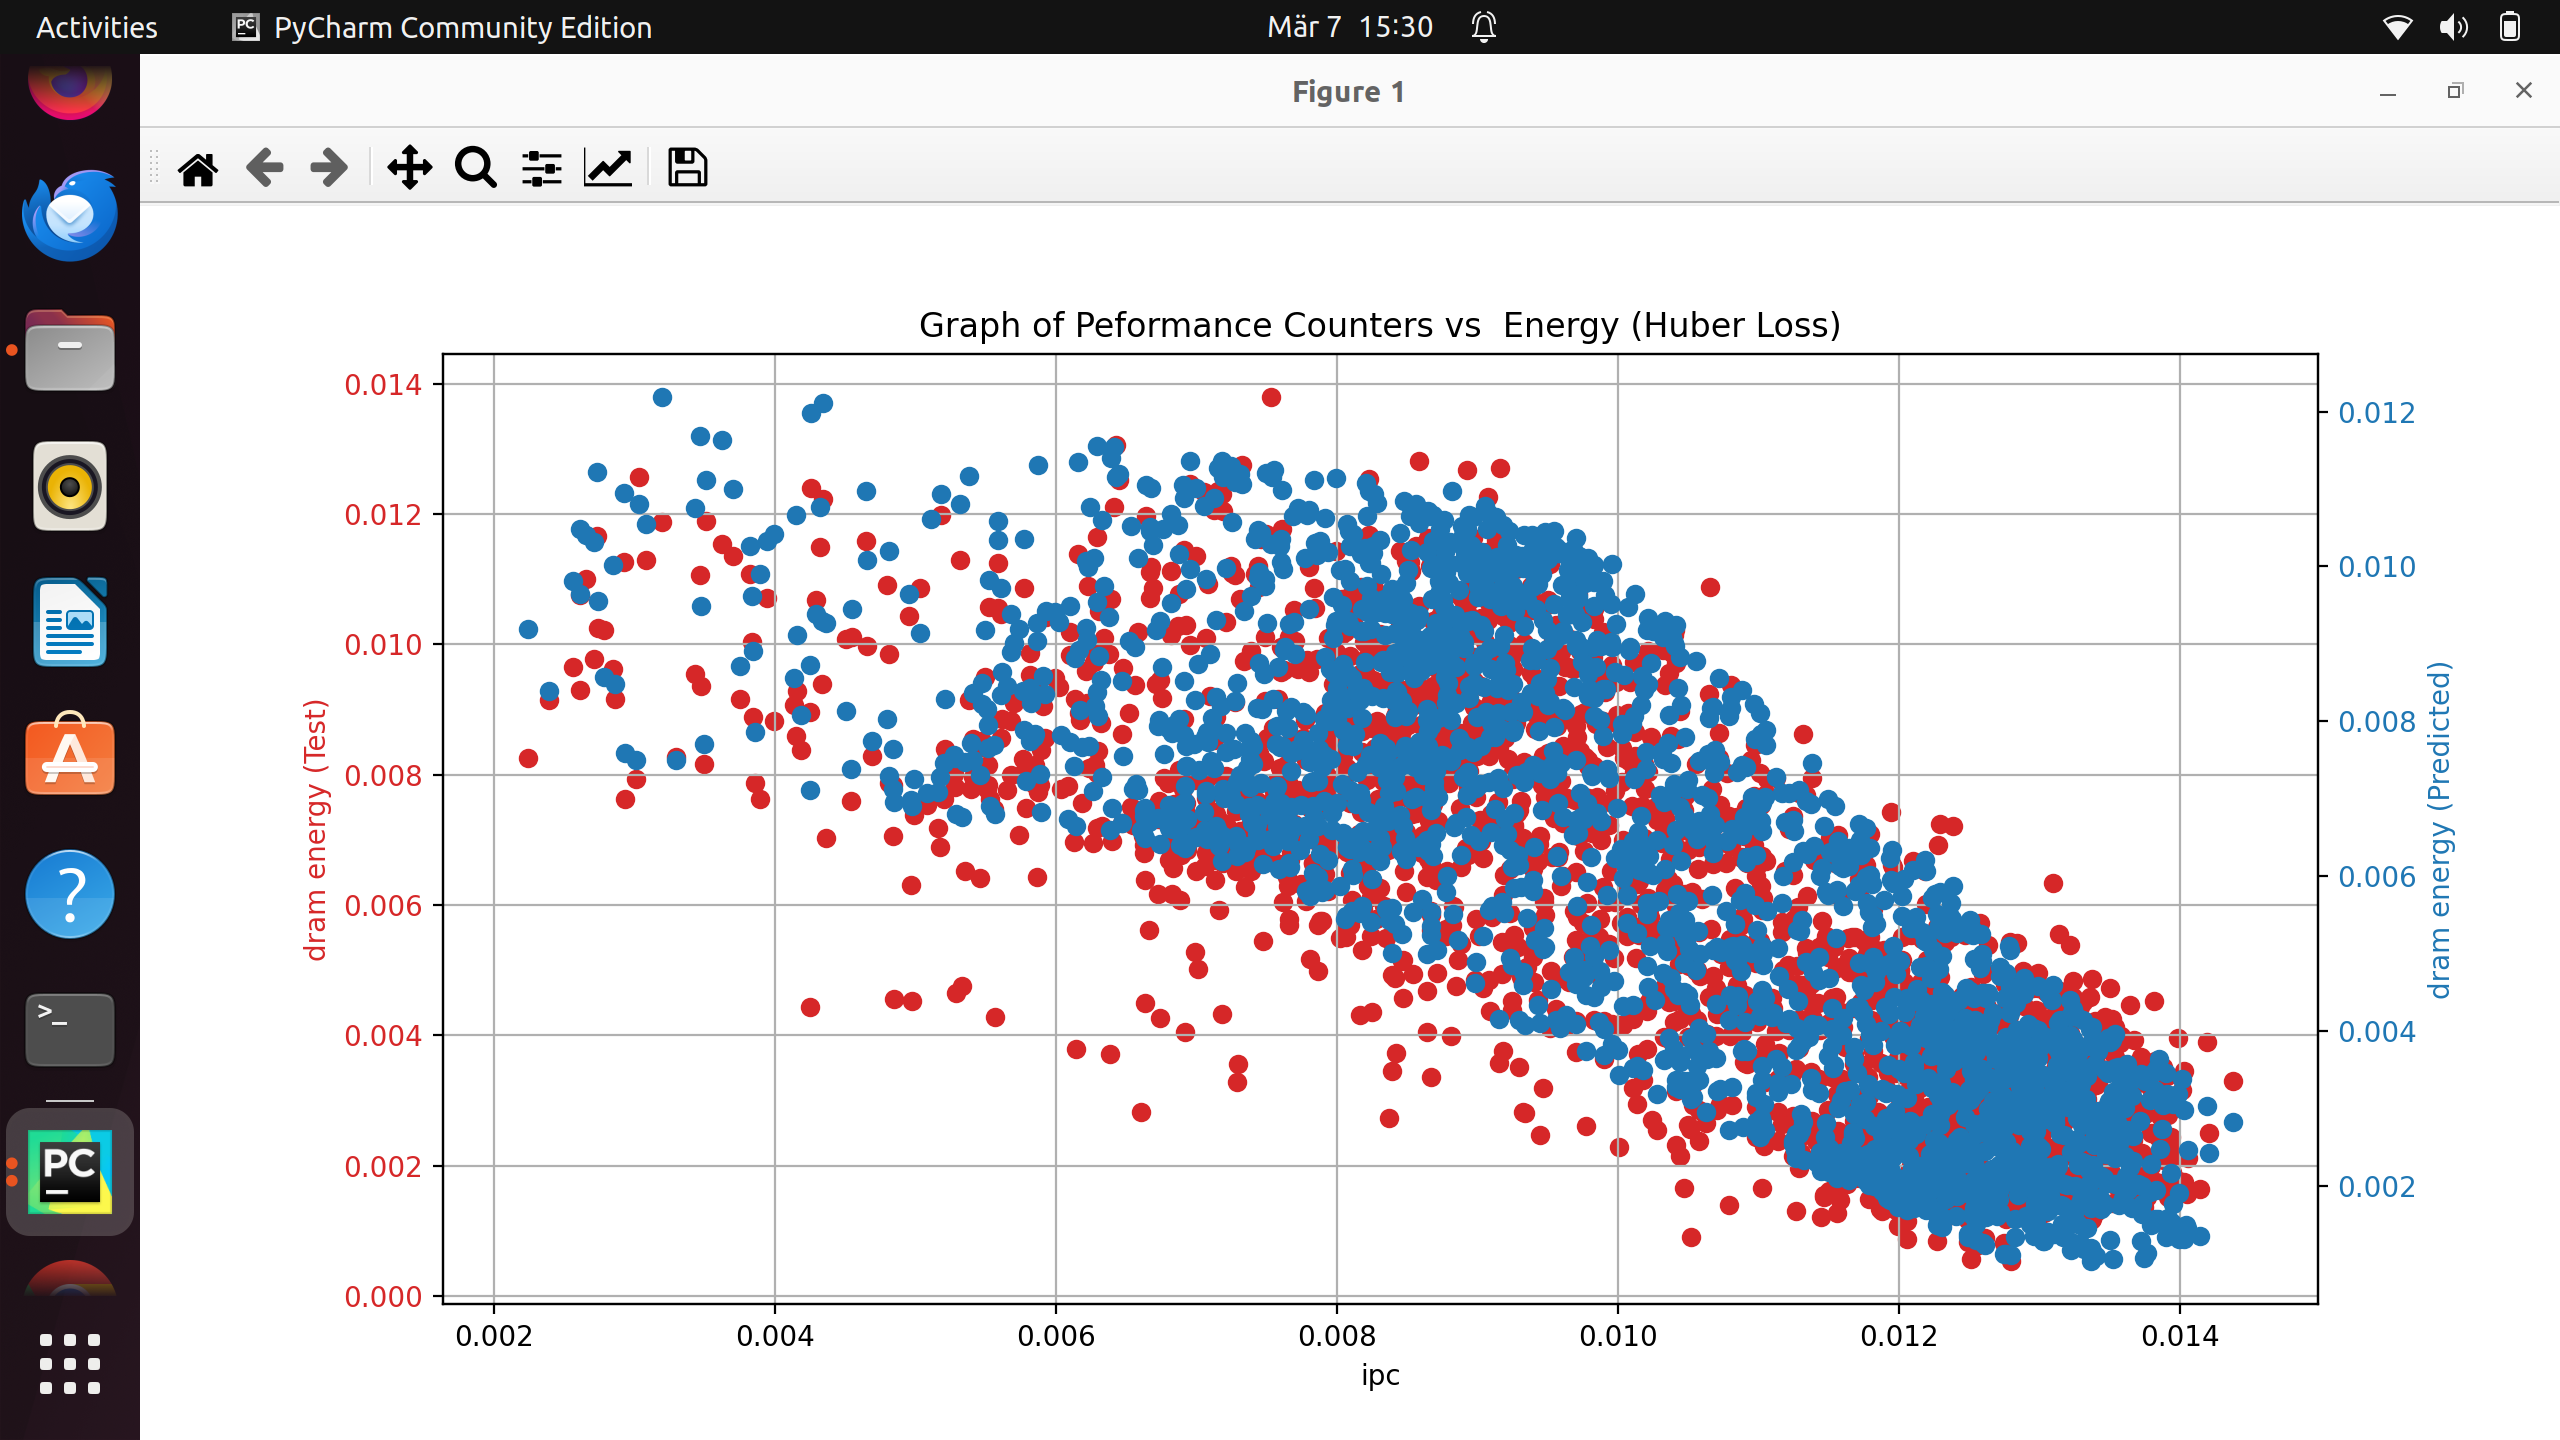 Activities
PyCharm Community Edition
Mär 7 15:30
Figure 1
Graph of Peformance Counters vs  Energy (Huber Loss)
0.014
0.012
0.010
0.008
0.006
0.004
0.002
0.000
dram energy (Test)
0.012
0.010
0.008
0.006
0.004
0.002
dram energy (Predicted)
0.002
0.004
0.006
0.008
0.010
0.012
0.014
ipc
PC
PC
>_
?